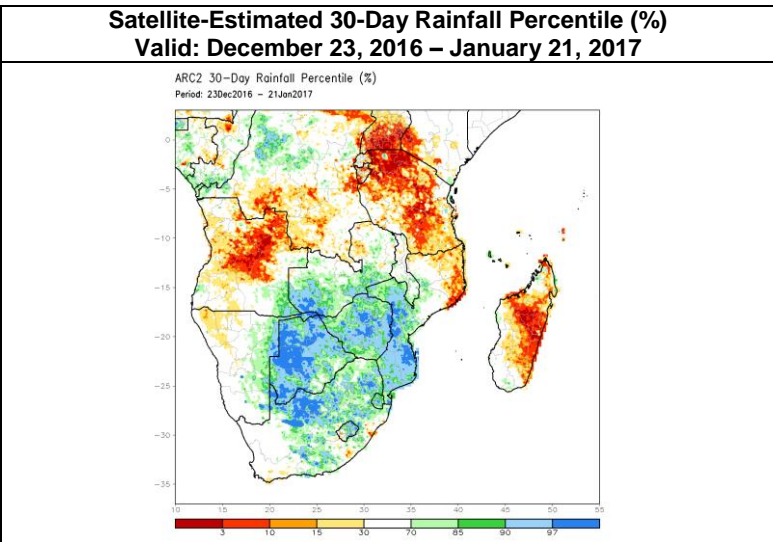 Satellite-Estimated 30-Day Rainfall Percentile (%)
Valid: December 23, 2016 – January 21, 2017
ARC2 30-Day Rainfall Percentile (%)
Period: 23Dec2016 - 21Jan2017
0
-5
-10
-15
-20
-25
-30
-35
10 15 20 25 30 35 40 45 50 55
3 10 15 30 70 85 90 97